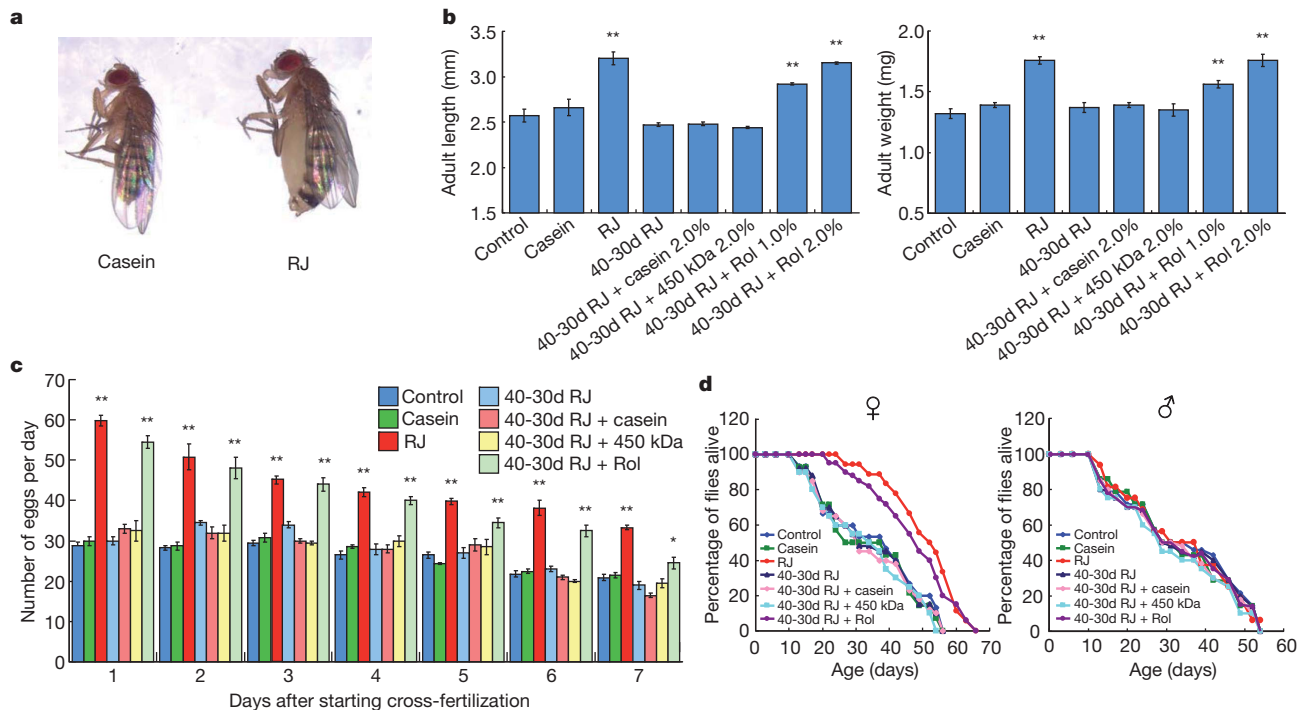 a
Casein
RJ
b
Adult length (mm)
3.5
3.0
2.5
2.0
1.5
Control
Casein
RJ
40-30d RJ
40-30d RJ + casein 2.0%
40-30d RJ + 450 kDa 2.0%
40-30d RJ + Rol 1.0%
40-30d RJ + Rol 2.0%
**
**
**
Adult weight (mg)
2.0
1.6
1.4
1.0
0.5
Control
Casein
RJ
40-30d RJ
40-30d RJ + casein 2.0%
40-30d RJ + 450 kDa 2.0%
40-30d RJ + Rol 1.0%
40-30d RJ + Rol 2.0%
**
**
**
c
Number of eggs per day
70
60
50
40
30
20
10
0
Control
Casein
RJ
40-30d RJ
40-30d RJ + casein
40-30d RJ + 450 kDa
40-30d RJ + Rol
** **
** **
** **
** **
** **
** **
** *
1 2 3 4 5 6 7
Days after starting cross-fertilization
d
♀
Percentage of flies alive
120
100
80
60
40
20
0
Control
Casein
RJ
40-30d RJ
40-30d RJ + casein
40-30d RJ + 450 kDa
40-30d RJ + Rol
0 10 20 30 40 50 60 70
Age (days)
♂
Percentage of flies alive
120
100
80
60
40
20
0
Control
Casein
RJ
40-30d RJ
40-30d RJ + casein
40-30d RJ + 450 kDa
40-30d RJ + Rol
0 10 20 30 40 50 60
Age (days)